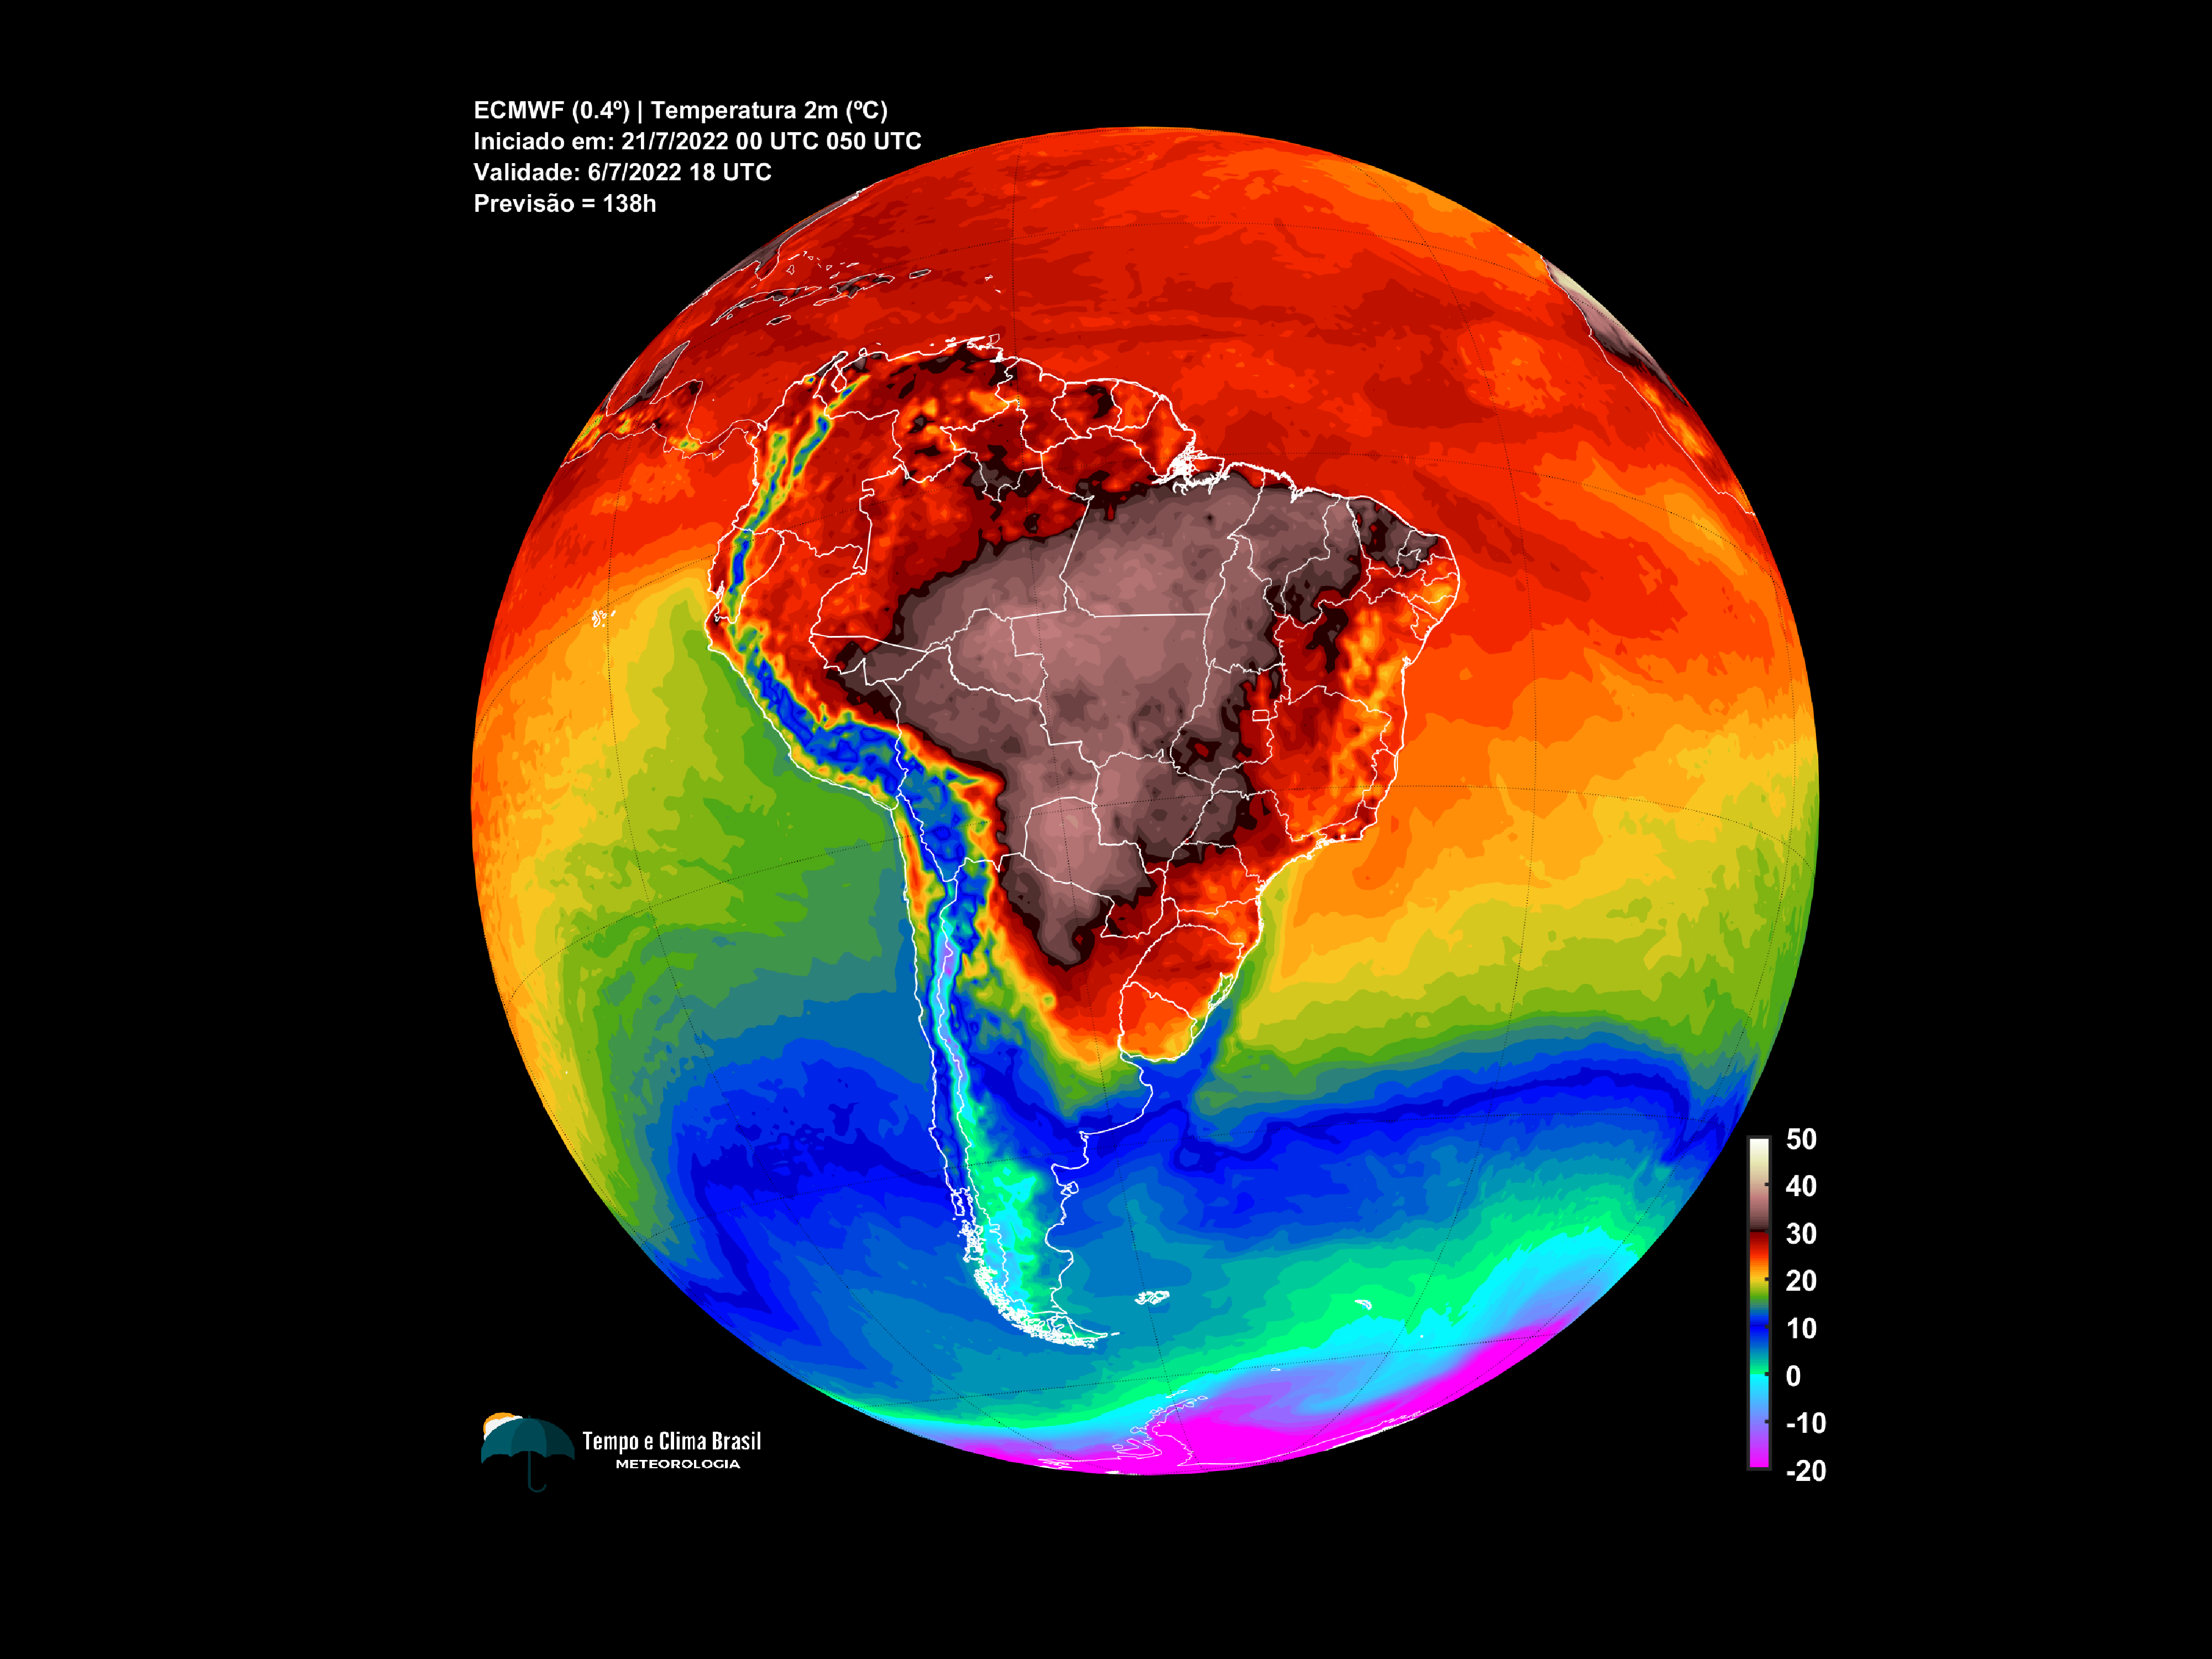 ECMWF (0.4º) | Temperatura 2m (ºC)
Iniciado em: 21/7/2022 00 UTC 050 UTC
Validade: 6/7/2022 18 UTC
Previsão = 138h
50
40
30
20
10
0
-10
-20
Tempo e Clima Brasil
METEOROLOGIA